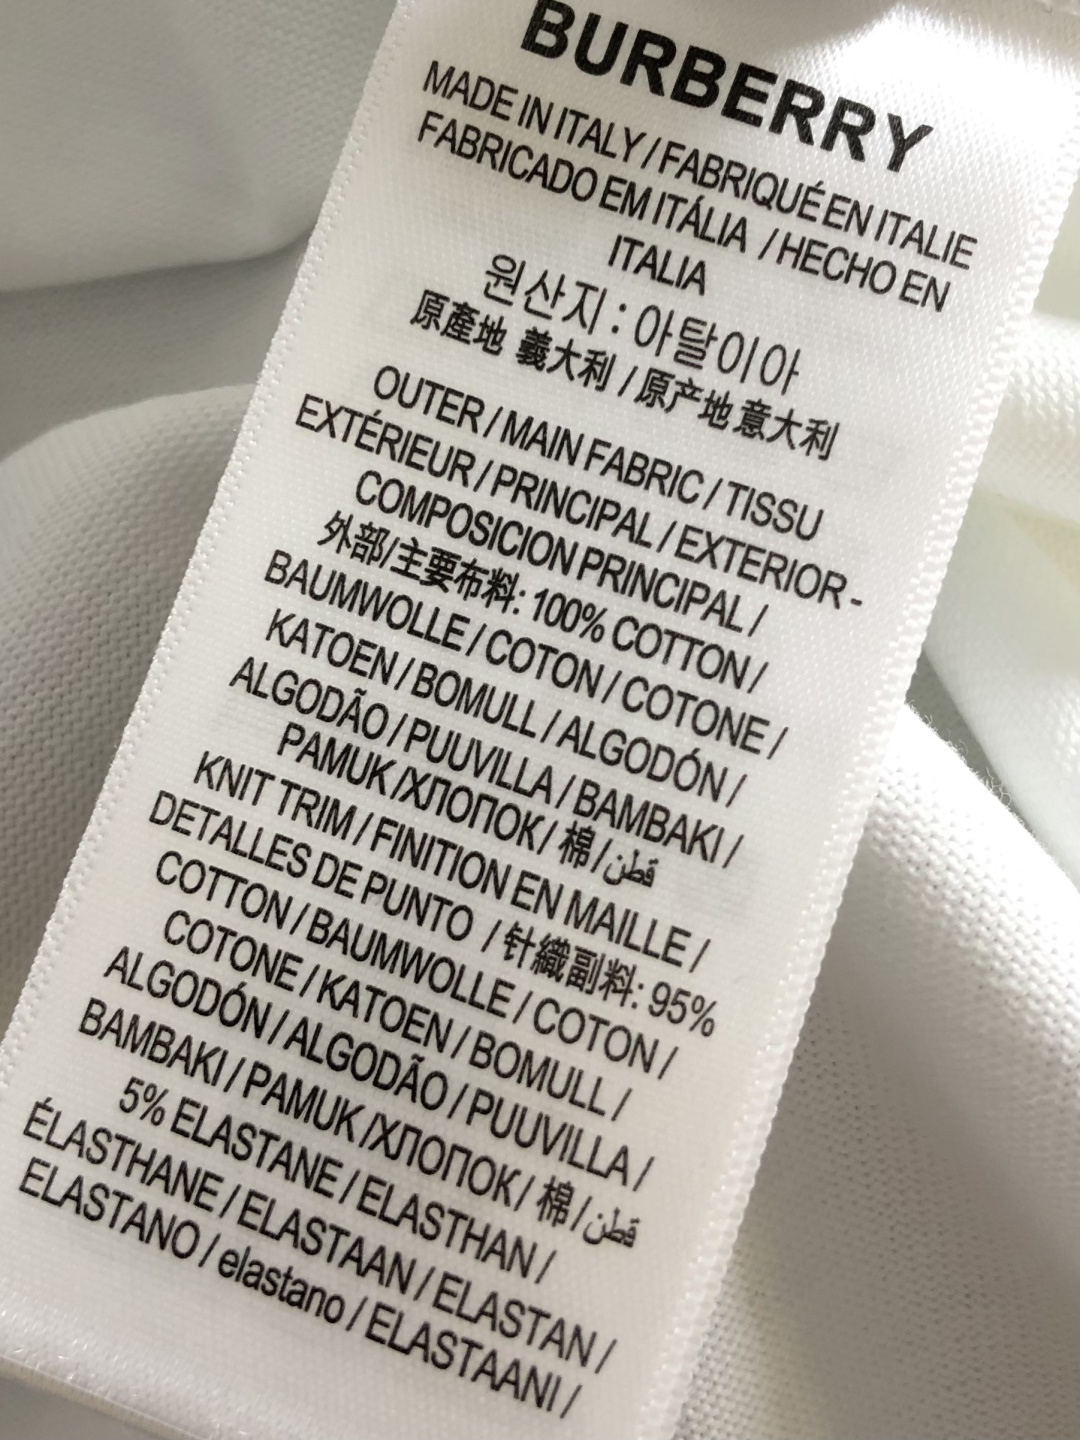 BURBERRY
MADE IN ITALY / FABRIQUÉ EN ITALIE
FABRICADO EM ITÁLIA / HECHO EN
ITALIA
원산지 : 아탈이아
原產地 義大利 / 原产地意大利
OUTER / MAIN FABRIC / TISSU
EXTÉRIEUR / PRINCIPAL / EXTERIOR -
COMPOSICION PRINCIPAL /
外部/主要布料: 100% COTTON /
BAUMWOLLE / COTON / COTONE /
KATOEN / BOMULL / ALGODÓN /
ALGODÃO / PUUVILLA / BAMBAKI /
PAMUK /ХЛОПОК/ 棉/قطن
KNIT TRIM / FINITION EN MAILLE /
DETALLES DE PUNTO / 针織副料: 95%
COTTON / BAUMWOLLE / COTON /
COTONE / KATOEN / BOMULL /
ALGODÓN / ALGODÃO / PUUVILLA /
BAMBAKI / PAMUK /ХЛОПОК/ 棉/قطن
5% ELASTANE / ELASTHAN /
ÉLASTHANE / ELASTAAN / ELASTAN /
ELASTANO / elastano / ELASTAANI /